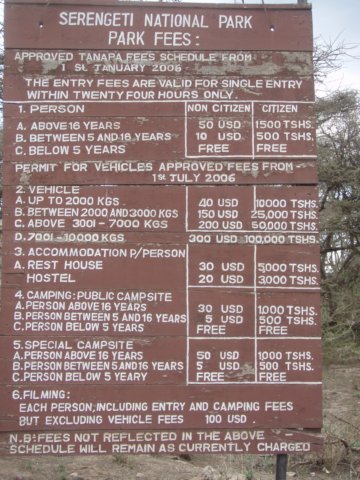 SERENGETI NATIONAL PARK
PARK FEES:
APPROVED TANAPA FEES SCHEDULE FROM
1 ST. JANUARY 2006
THE ENTRY FEES ARE VALID FOR SINGLE ENTRY
WITHIN TWENTY FOUR HOURS ONLY.
1. PERSON NON CITIZEN CITIZEN
A. ABOVE 16 YEARS 50 USD 1500 TSHS.
B. BETWEEN 5 AND 16 YEARS 10 USD 500 TSHS.
C. BELOW 5 YEARS FREE FREE
PERMIT FOR VEHICLES APPROVED FEES FROM
1ST JULY 2006
2. VEHICLE
A. UP TO 2000 KGS 40 USD 10000 TSHS.
B. BETWEEN 2000 AND 3000 KGS 150 USD 25,000 TSHS.
C. ABOVE 3001 - 7000 KGS 200 USD 50,000 TSHS.
D. 7001 - 10000 KGS 300 USD 100,000 TSHS.
3. ACCOMMODATION P/PERSON
A. REST HOUSE 30 USD 5,000 TSHS.
HOSTEL 20 USD 3,000 TSHS.
4. CAMPING: PUBLIC CAMPSITE
A. PERSON ABOVE 16 YEARS 30 USD 1,000 TSHS.
B. PERSON BETWEEN 5 AND 16 YEARS 5 USD 500 TSHS.
C. PERSON BELOW 5 YEARS FREE FREE
5. SPECIAL CAMPSITE
A. PERSON ABOVE 16 YEARS 50 USD 1,000 TSHS.
B. PERSON BETWEEN 5 AND 16 YEARS 5 USD 500 TSHS.
C. PERSON BELOW 5 YEARY FREE FREE
6. FILMING:
EACH PERSON, INCLUDING ENTRY AND CAMPING FEES
BUT EXCLUDING VEHICLE FEES 100 USD.
N.B: FEES NOT REFLECTED IN THE ABOVE
SCHEDULE WILL REMAIN AS CURRENTLY CHARGED